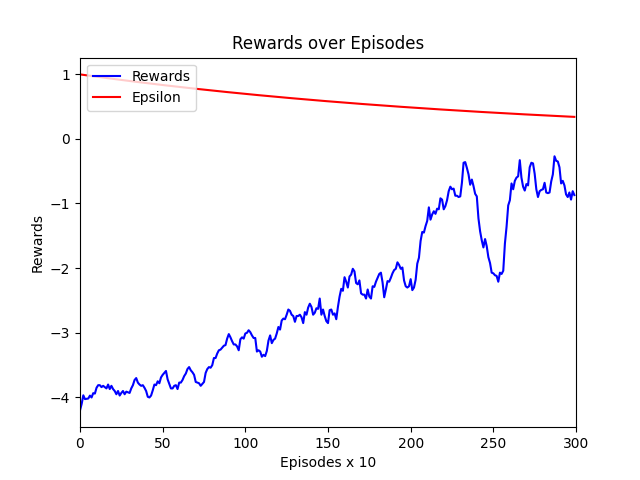 Rewards over Episodes
Rewards
Epsilon
1
0
−1
−2
−3
−4
Rewards
0 50 100 150 200 250 300
Episodes x 10